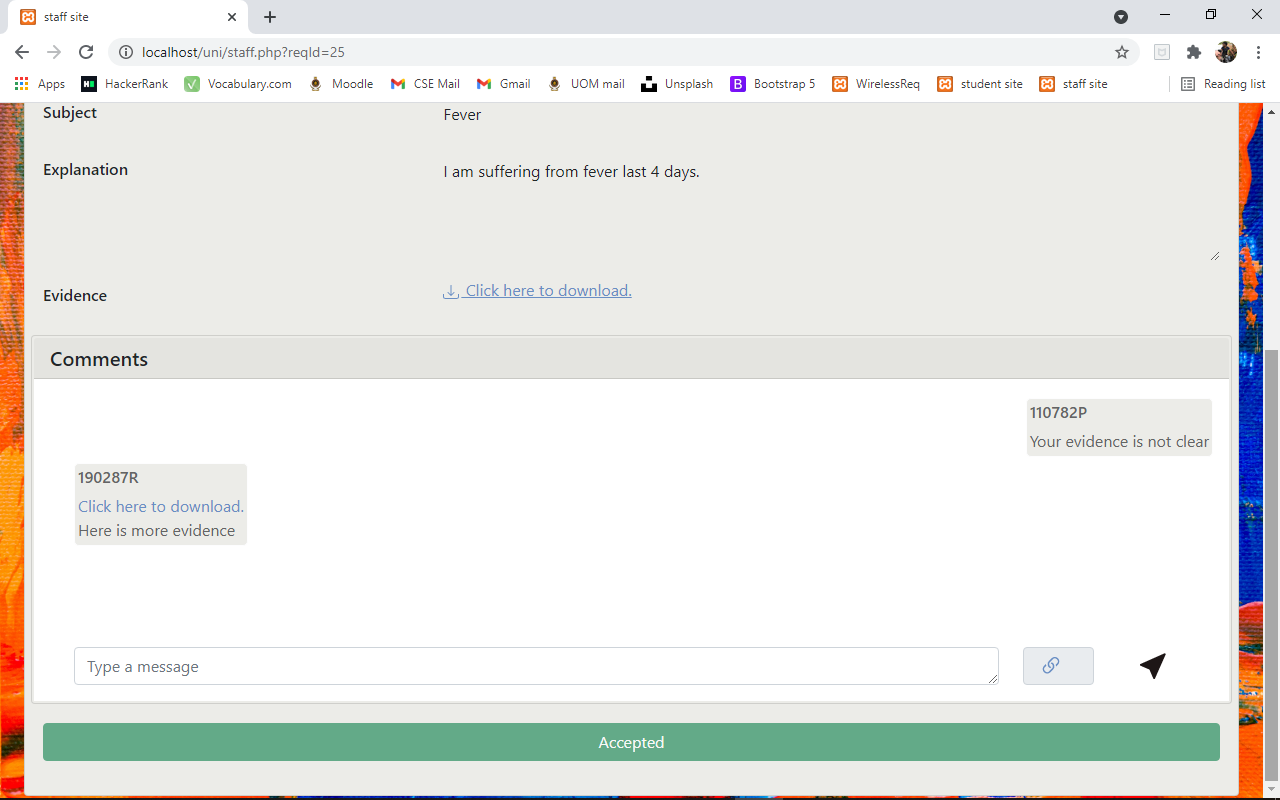 staff site
localhost/uni/staff.php?reqId=25
Apps HackerRank Vocabulary.com Moodle CSE Mail Gmail UOM mail Unsplash Bootstrap 5 WirelessReq student site staff site Reading list
Subject Fever
Explanation I am suffering from fever last 4 days.
Evidence Click here to download.
Comments
110782P
Your evidence is not clear
190287R
Click here to download.
Here is more evidence
Type a message
Accepted